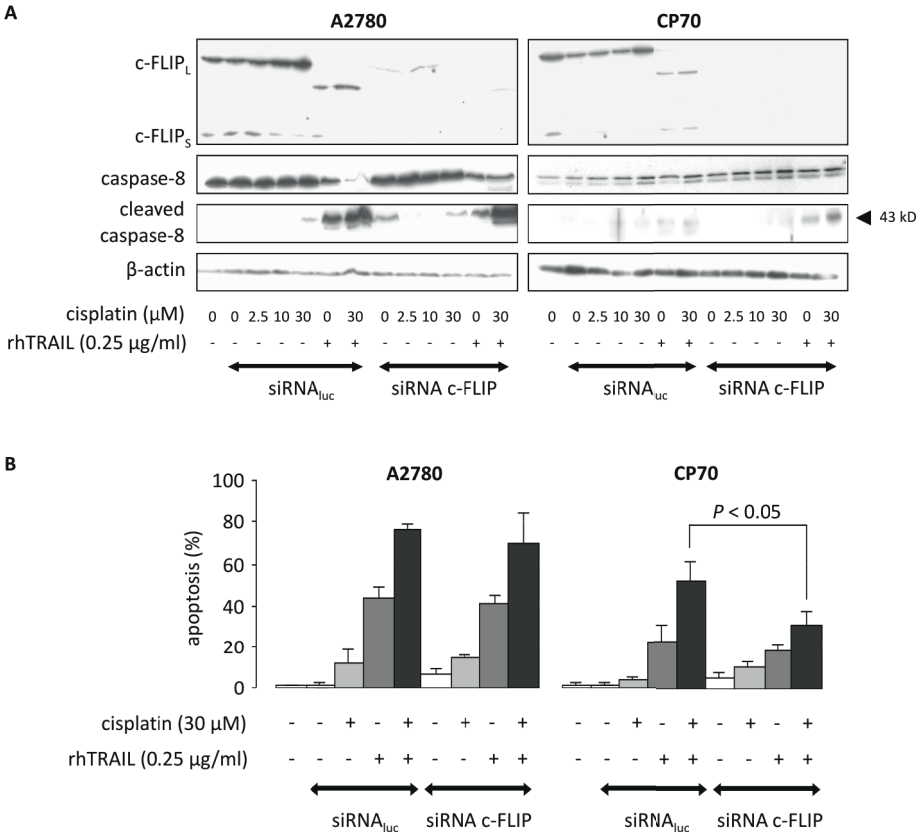 A
A2780 CP70
c-FLIPL
c-FLIPS
caspase-8
cleaved
caspase-8
43 kD
β-actin
cisplatin (µM) 0 0 2.5 10 30 0 30 0 2.5 10 30 0 30 0 0 2.5 10 30 0 30 0 2.5 10 30 0 30
rhTRAIL (0.25 µg/ml) - - - - - + + - - - - + + - - - - - + + - - - - + +
siRNAluc siRNA c-FLIP siRNAuc siRNA c-FLIP
B
A2780 CP70
100
80
60
40
20
0
apoptosis (%)
P < 0.05
cisplatin (30 µM) - - + - + - + - + - - + - + - + - +
rhTRAIL (0.25 µg/ml) - - - + + - - + + - - - + + - - + +
siRNAluc siRNA c-FLIP siRNAluc siRNA c-FLIP